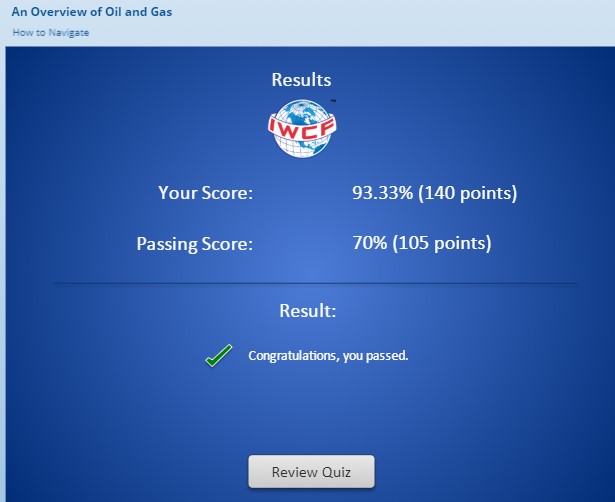 An Overview of Oil and Gas
How to Navigate
Results
IWCF
™
Your Score: 93.33% (140 points)
Passing Score: 70% (105 points)
Result:
Congratulations, you passed.
Review Quiz